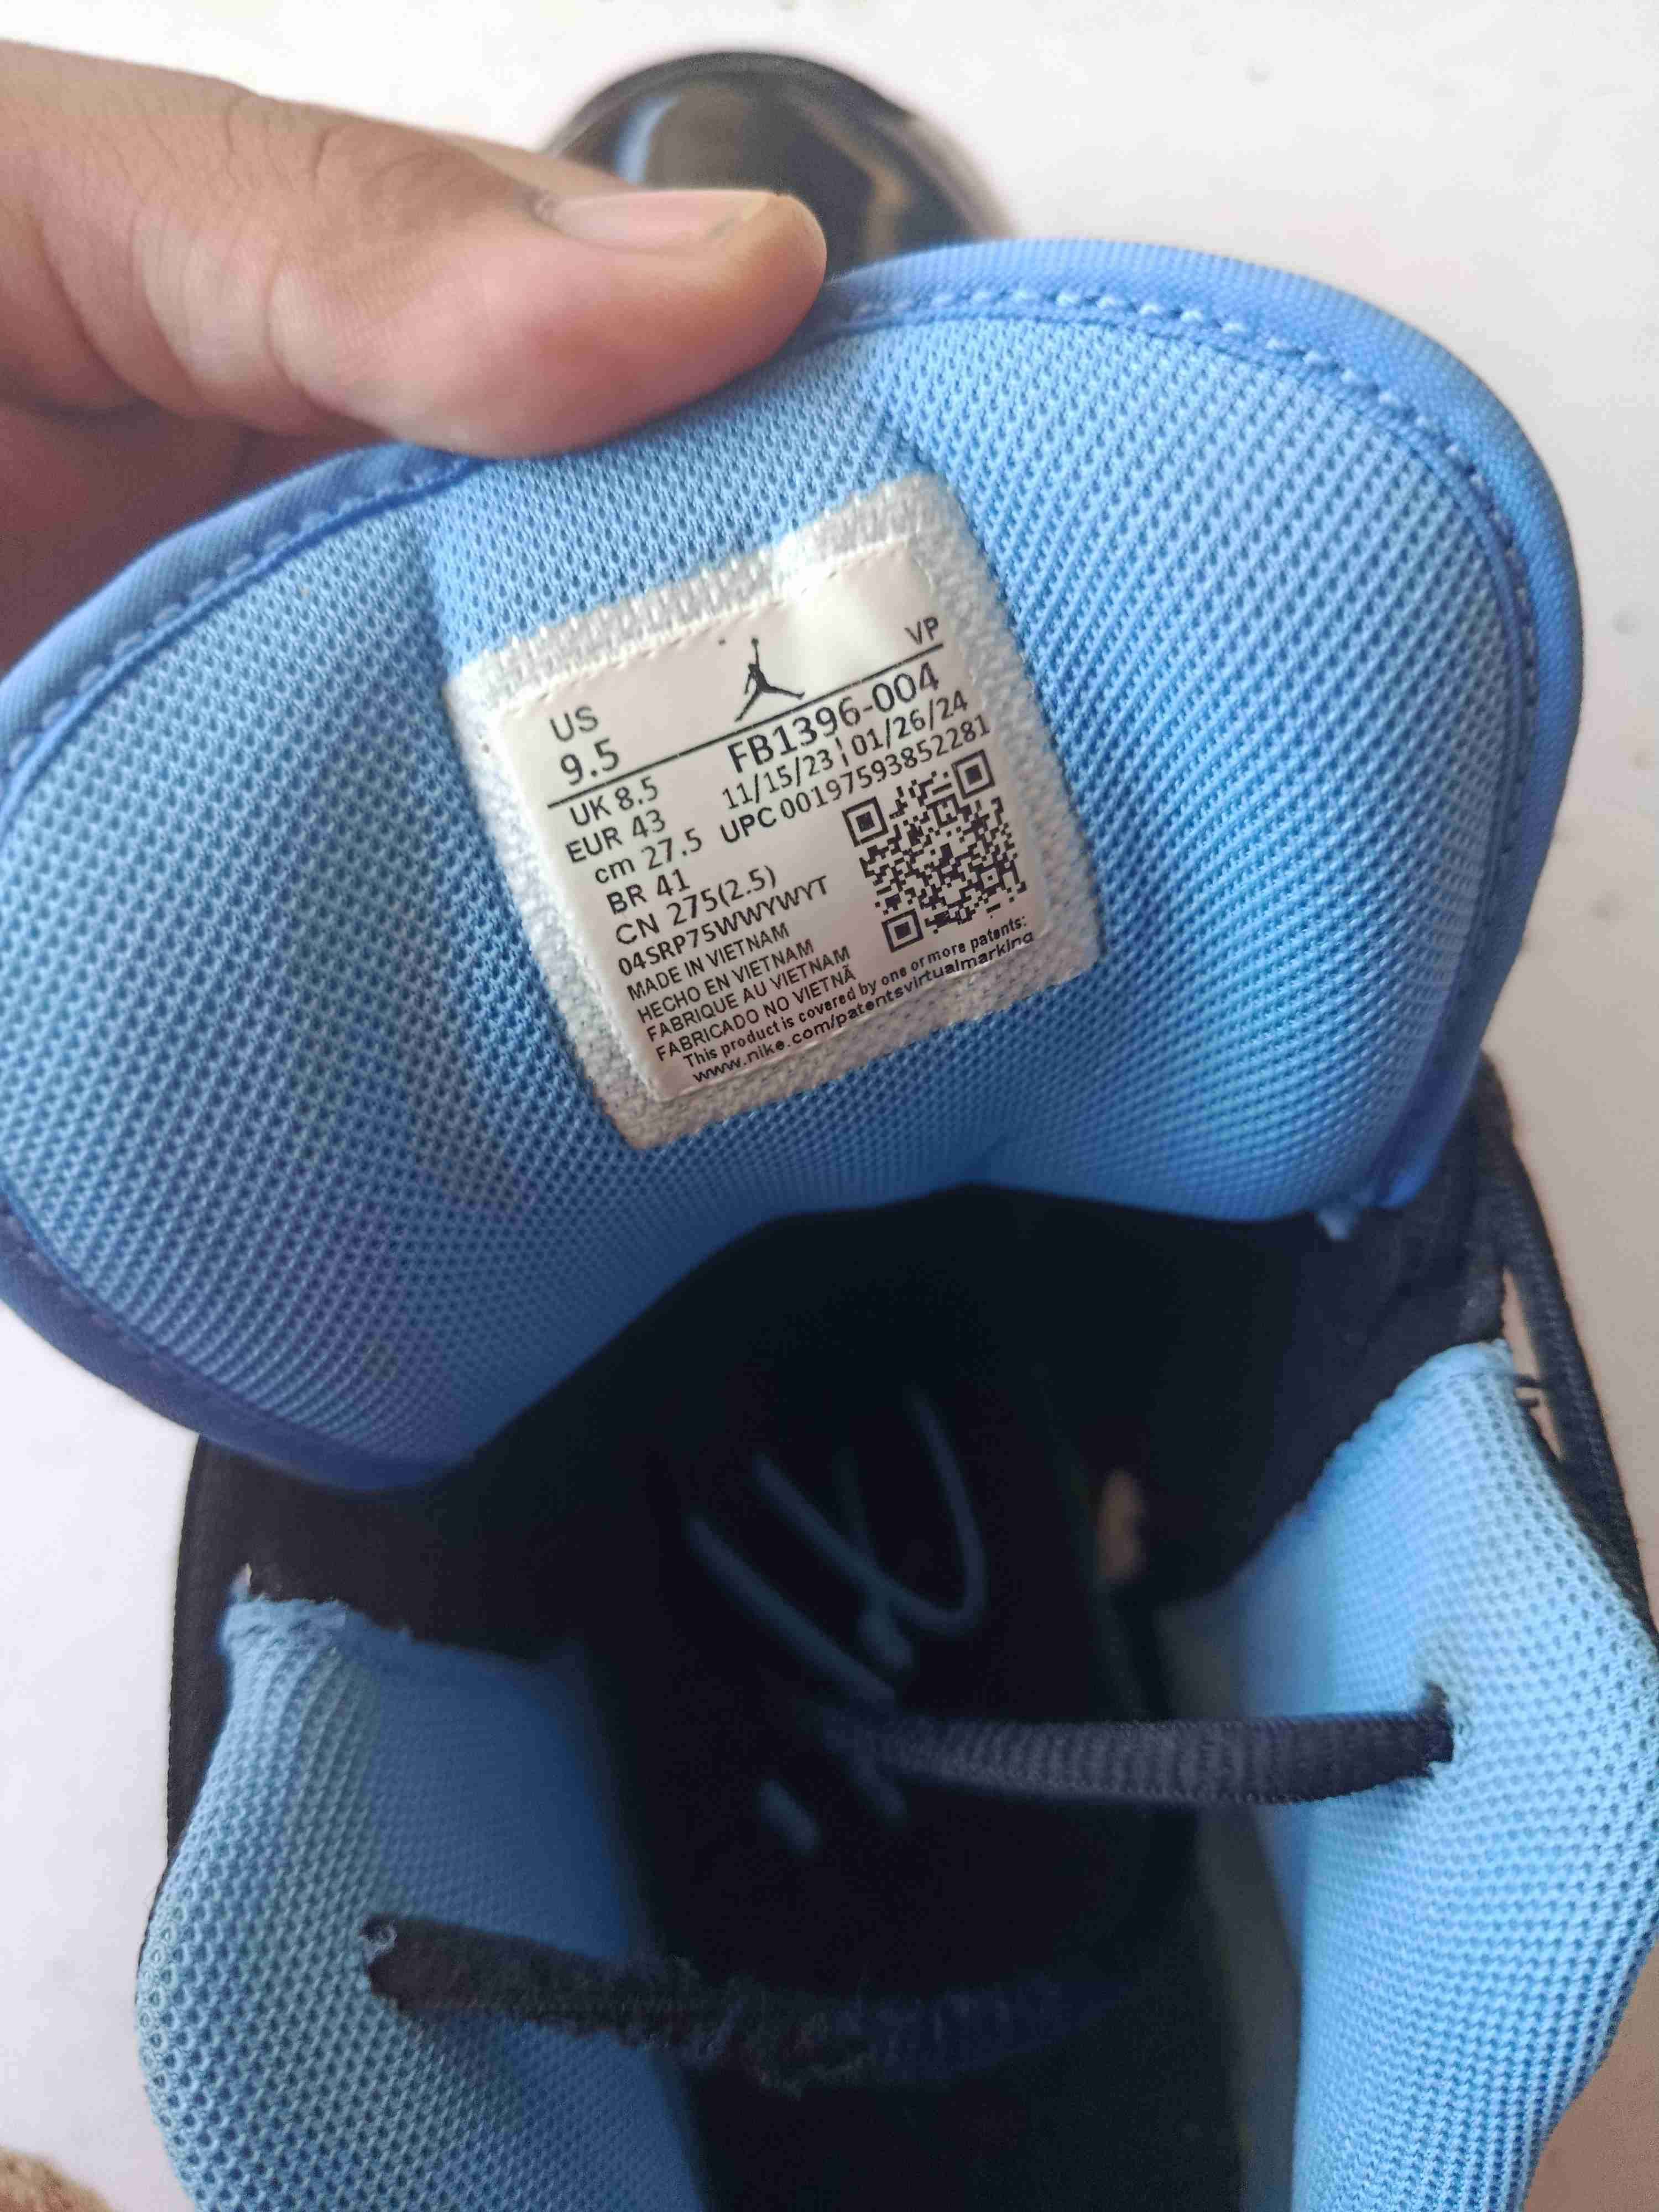 US VP
9.5 FB1396-004
UK 8.5 11/15/23 ¦ 01/26/24
EUR 43 UPC 00197593852281
cm 27.5
BR 41
CN 275(2.5)
04SRP75WWYWYT
MADE IN VIETNAM
HECHO EN VIETNAM
FABRIQUE AU VIETNAM
FABRICADO NO VIETNÃ
This product is covered by one or more patents:
www.nike.com/patentsvirtualmarking